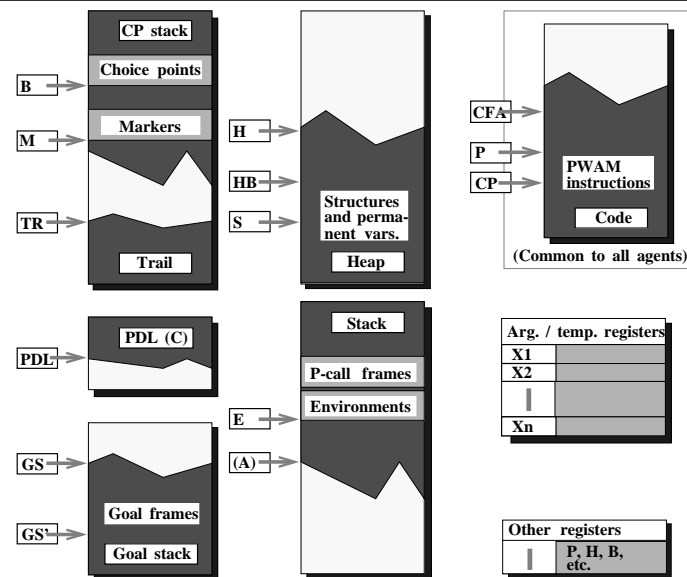 CP stack
Choice points
B
Markers
M
TR
Trail
H
HB
S
Structures
and perma-
nent vars.
Heap
CFA
P
CP
PWAM
instructions
Code
(Common to all agents)
PDL (C)
PDL
GS
Goal frames
GS'
Goal stack
Stack
P-call frames
Environments
E
(A)
Arg. / temp. registers
X1
X2
Xn
Other registers
P, H, B,
etc.